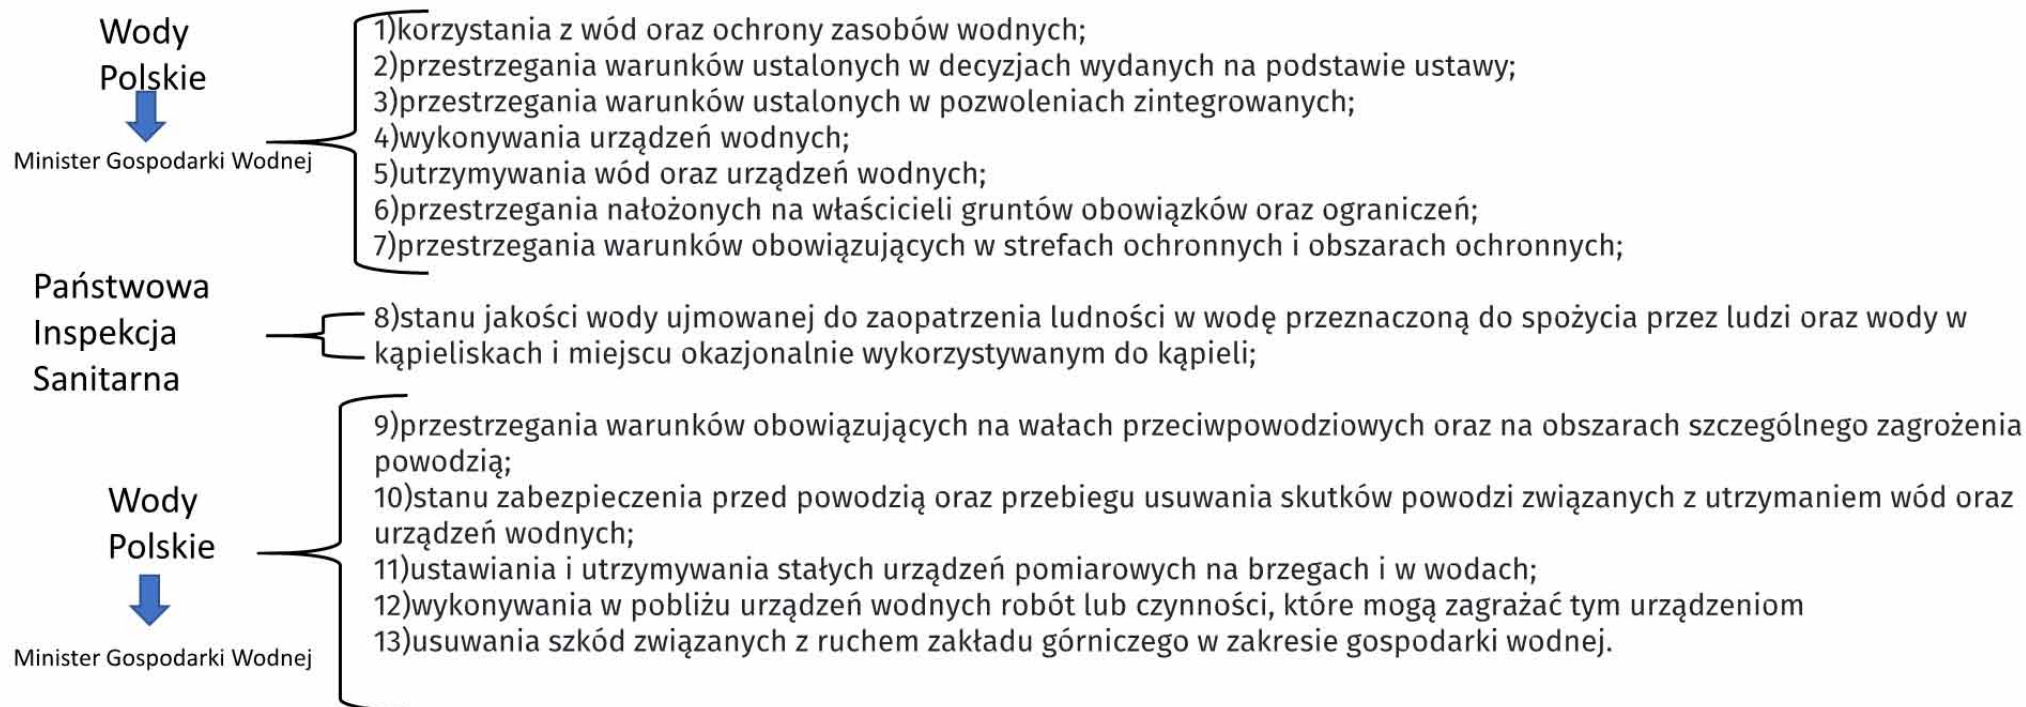 Wody
Polskie
Minister Gospodarki Wodnej
1)korzystania z wód oraz ochrony zasobów wodnych;
2)przestrzegania warunków ustalonych w decyzjach wydanych na podstawie ustawy;
3)przestrzegania warunków ustalonych w pozwoleniach zintegrowanych;
4)wykonywania urządzeń wodnych;
5)utrzymywania wód oraz urządzeń wodnych;
6)przestrzegania nałożonych na właścicieli gruntów obowiązków oraz ograniczeń;
7)przestrzegania warunków obowiązujących w strefach ochronnych i obszarach ochronnych;
Państwowa
Inspekcja
Sanitarna
8)stanu jakości wody ujmowanej do zaopatrzenia ludności w wodę przeznaczoną do spożycia przez ludzi oraz wody w
kąpieliskach i miejscu okazjonalnie wykorzystywanym do kąpieli;
Wody
Polskie
Minister Gospodarki Wodnej
9)przestrzegania warunków obowiązujących na wałach przeciwpowodziowych oraz na obszarach szczególnego zagrożenia
powodzią;
10)stanu zabezpieczenia przed powodzią oraz przebiegu usuwania skutków powodzi związanych z utrzymaniem wód oraz
urządzeń wodnych;
11)ustawiania i utrzymywania stałych urządzeń pomiarowych na brzegach i w wodach;
12)wykonywania w pobliżu urządzeń wodnych robót lub czynności, które mogą zagrażać tym urządzeniom
13)usuwania szkód związanych z ruchem zakładu górniczego w zakresie gospodarki wodnej.